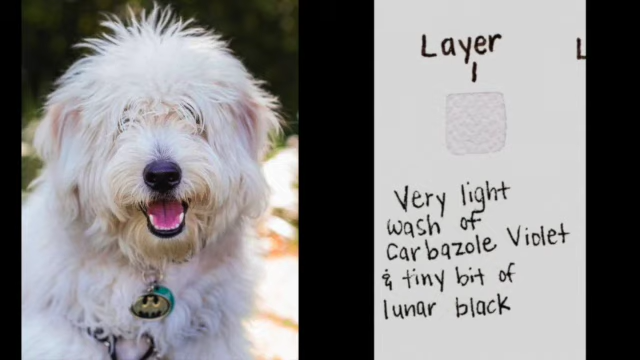 Layer
1
Very light
wash of
Carbazole Violet
& tiny bit of
lunar black